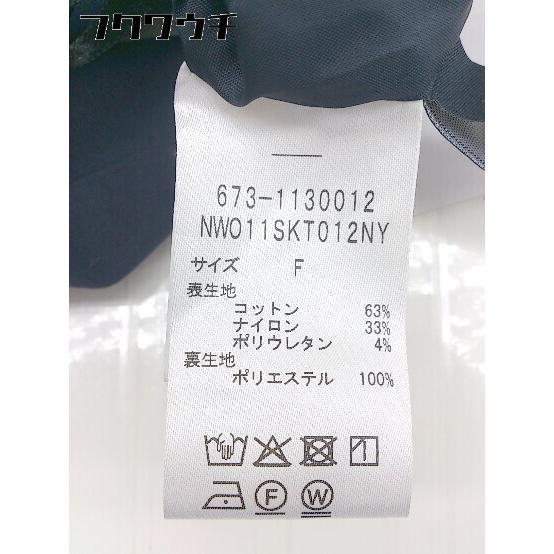 フクウウチ
673-1130012
NW011SKT012NY
サイズ F
表生地
コットン 63%
ナイロン 33%
ポリウレタン 4%
裏生地
ポリエステル 100%
F W